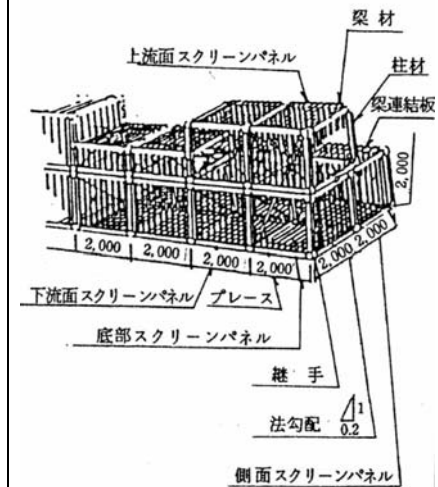 梁材
上流面スクリーンパネル
柱材
梁連結板
2,000
2,000 2,000 2,000 2,000 2,000 2,000
下流面スクリーンパネル
ブレース
底部スクリーンパネル
継手
法勾配 1 0.2
側面スクリーンパネル